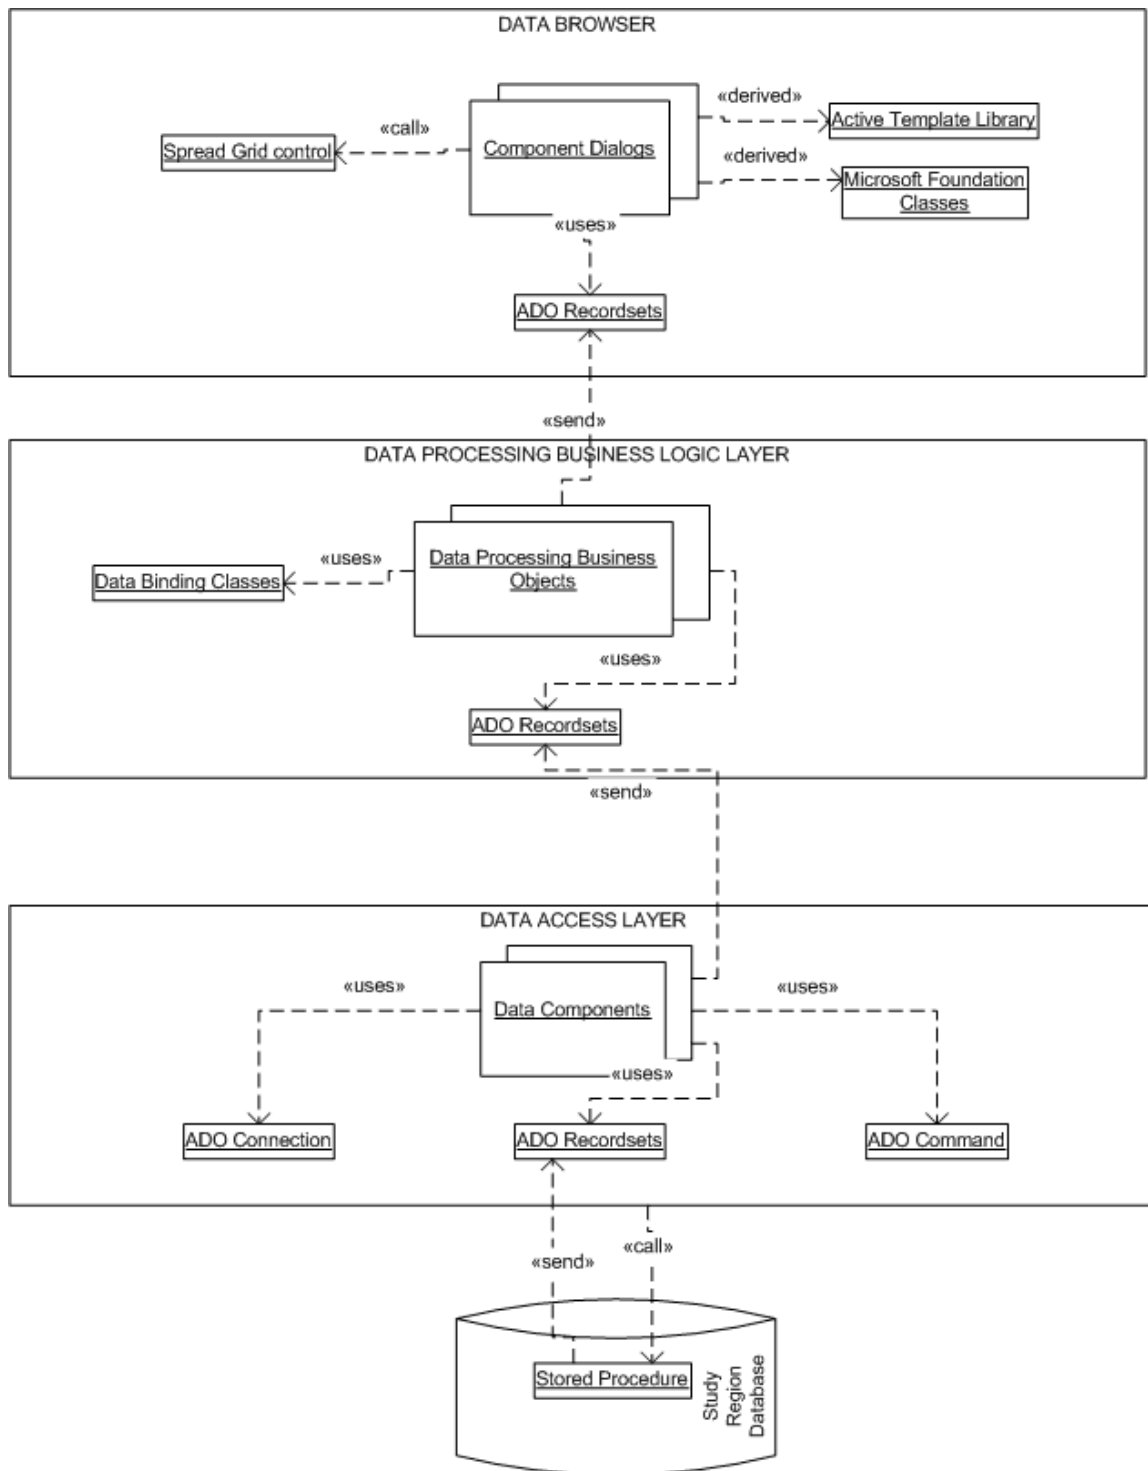 DATA BROWSER
«derived»
Active Template Library
«call»
Spread Grid control
Component Dialogs
«derived»
Microsoft Foundation
Classes
«uses»
ADO Recordsets
«send»
DATA PROCESSING BUSINESS LOGIC LAYER
«uses»
Data Binding Classes
Data Processing Business
Objects
«uses»
ADO Recordsets
«send»
DATA ACCESS LAYER
«uses»
Data Components
«uses»
«uses»
ADO Connection
ADO Recordsets
ADO Command
«call»
«send»
Stored Procedure
Study
Region
Database